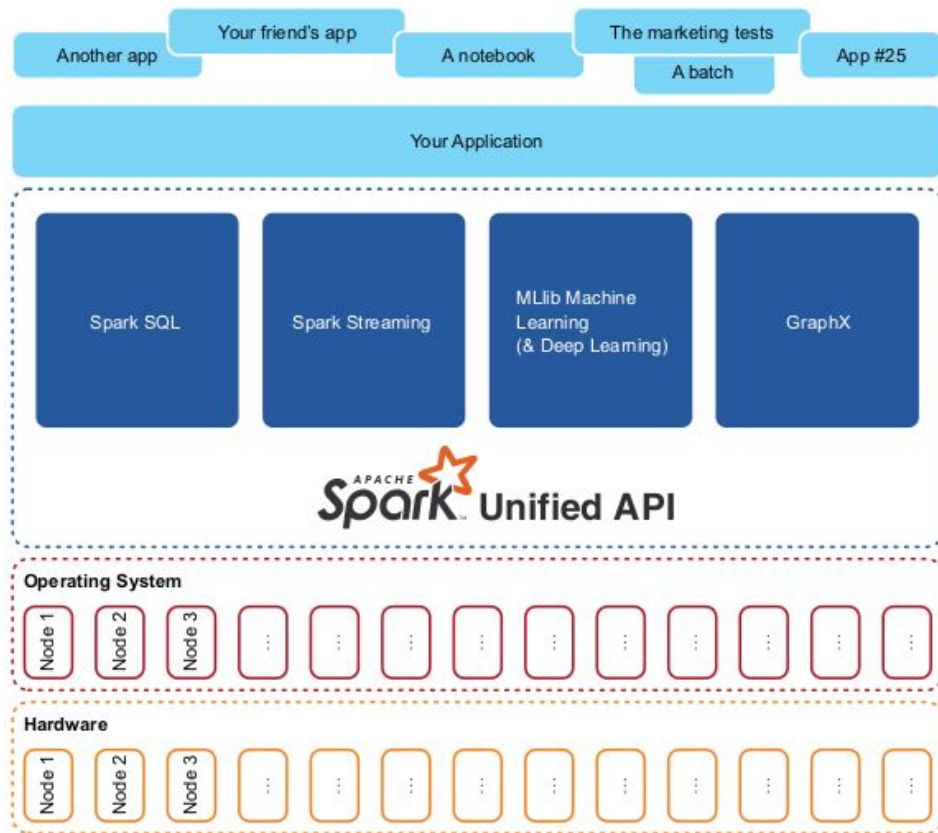 Another app
Your friend's app
A notebook
The marketing tests
A batch
App #25
Your Application
Spark SQL
Spark Streaming
MLlib Machine
Learning
(& Deep Learning)
GraphX
APACHE
Spark™ Unified API
Operating System
Node 1
Node 2
Node 3
...
...
...
...
...
...
...
...
...
...
Hardware
Node 1
Node 2
Node 3
...
...
...
...
...
...
...
...
...
...